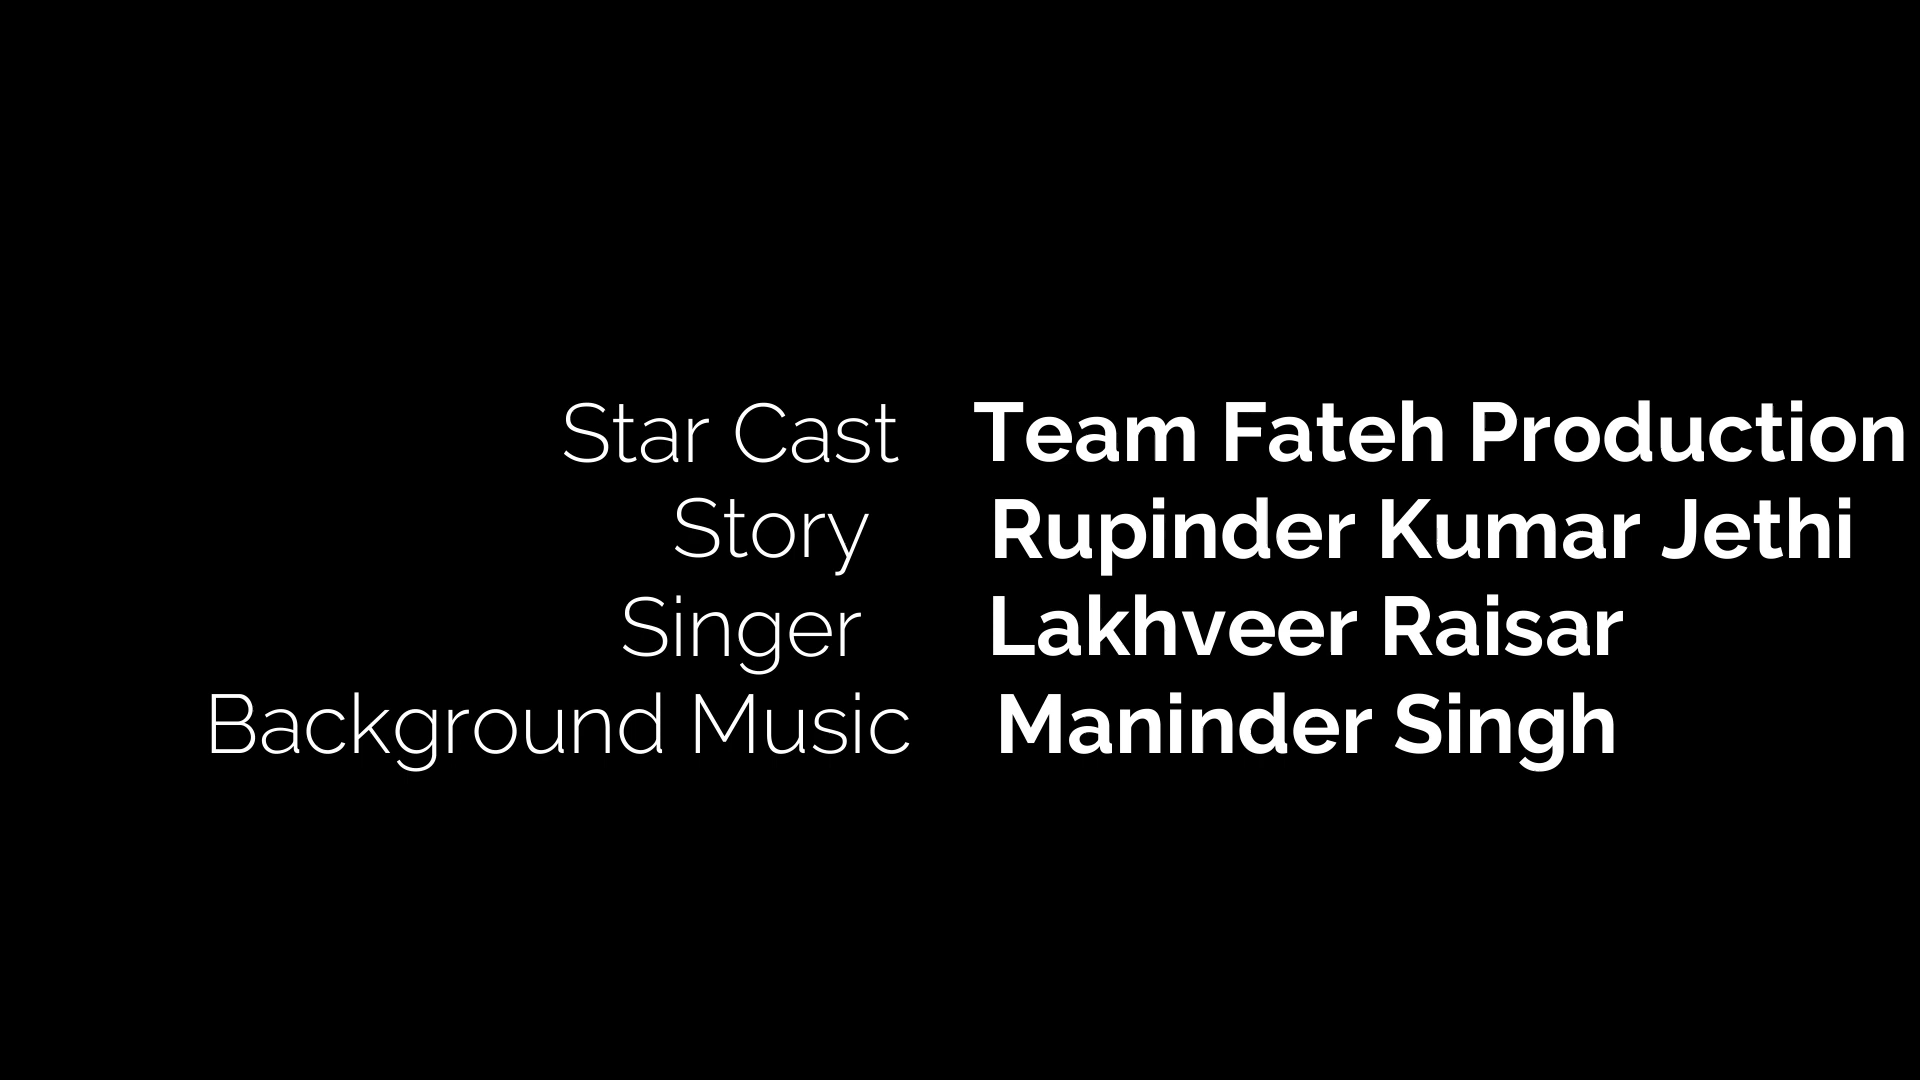 Star Cast Team Fateh Production
Story Rupinder Kumar Jethi
Singer Lakhveer Raisar
Background Music Maninder Singh